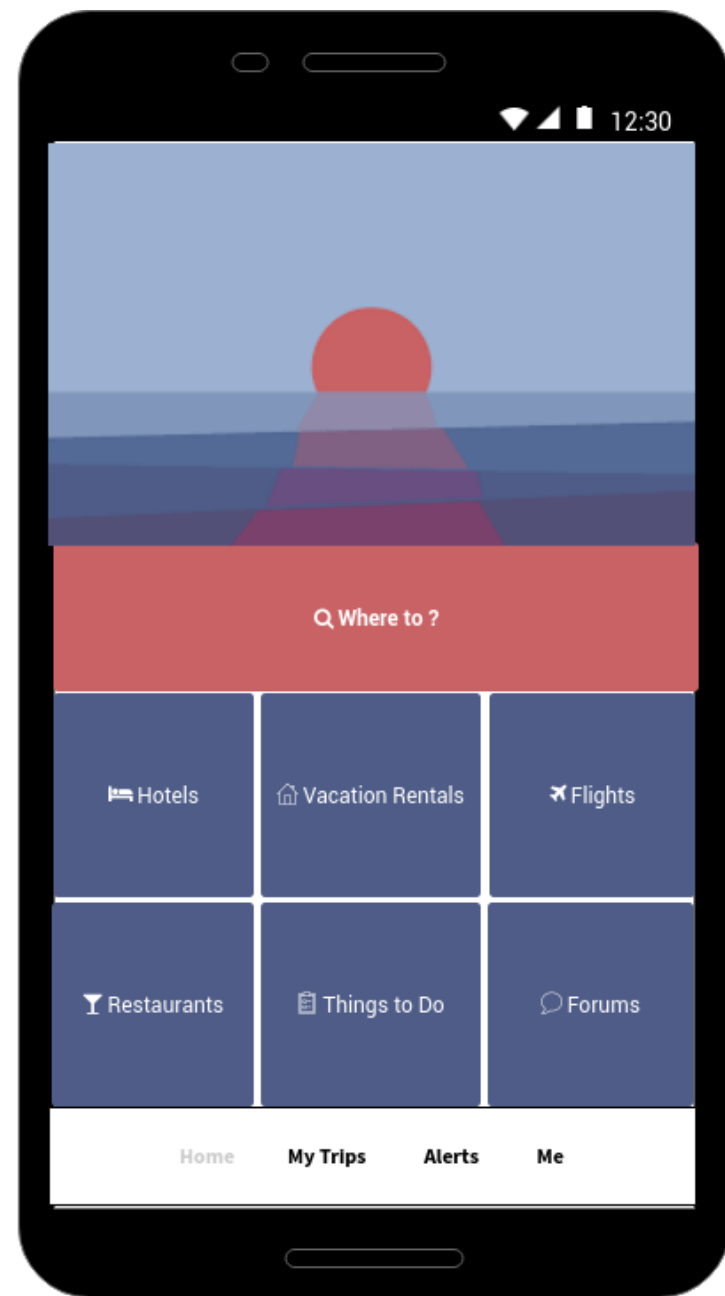 12:30
Where to ?
Hotels
Vacation Rentals
Flights
Restaurants
Things to Do
Forums
Home My Trips Alerts Me